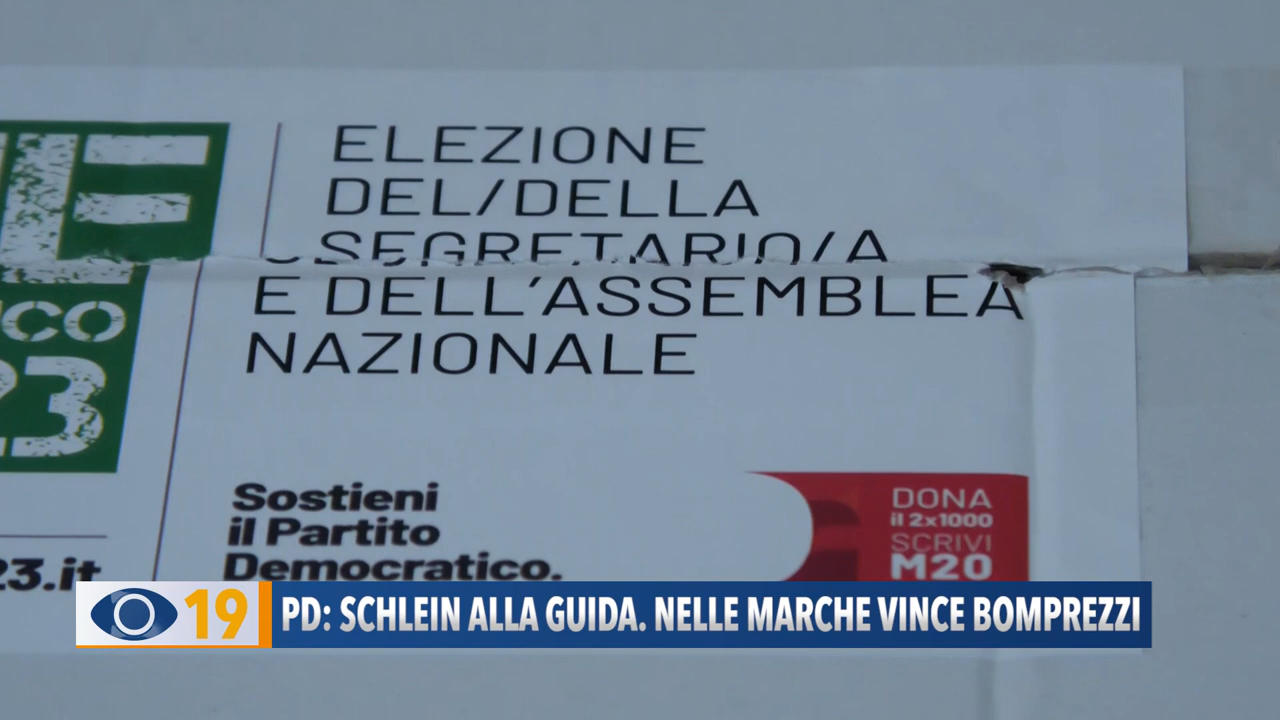 ELEZIONE
DEL/DELLA
SEGRETARIO/A
E DELL'ASSEMBLEA
NAZIONALE
ICO
23
Sostieni
il Partito
Democratico.
DONA
il 2x1000
SCRIVI
M20
23.it
19 PD: SCHLEIN ALLA GUIDA. NELLE MARCHE VINCE BOMPREZZI